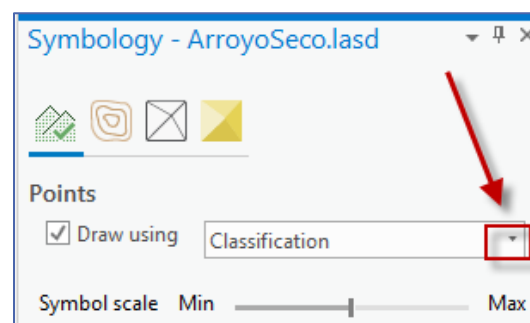 Symbology - ArroyoSeco.lasd
Points
Draw using Classification
Symbol scale Min Max